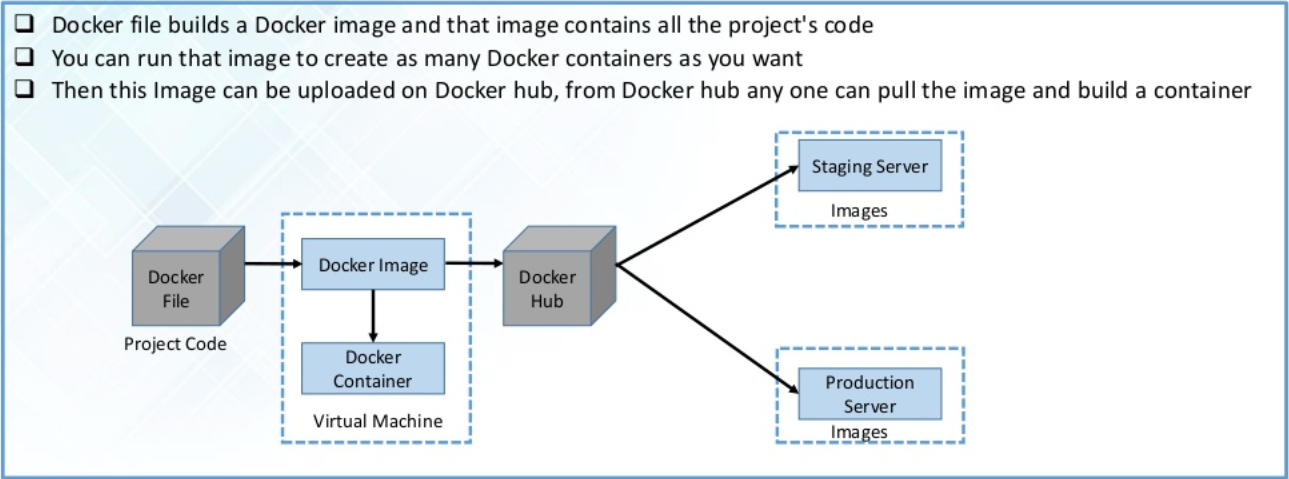 ❑ Docker file builds a Docker image and that image contains all the project's code
❑ You can run that image to create as many Docker containers as you want
❑ Then this Image can be uploaded on Docker hub, from Docker hub any one can pull the image and build a container
Docker
File
Project Code
Docker Image
Docker
Container
Virtual Machine
Docker
Hub
Staging Server
Images
Production
Server
Images